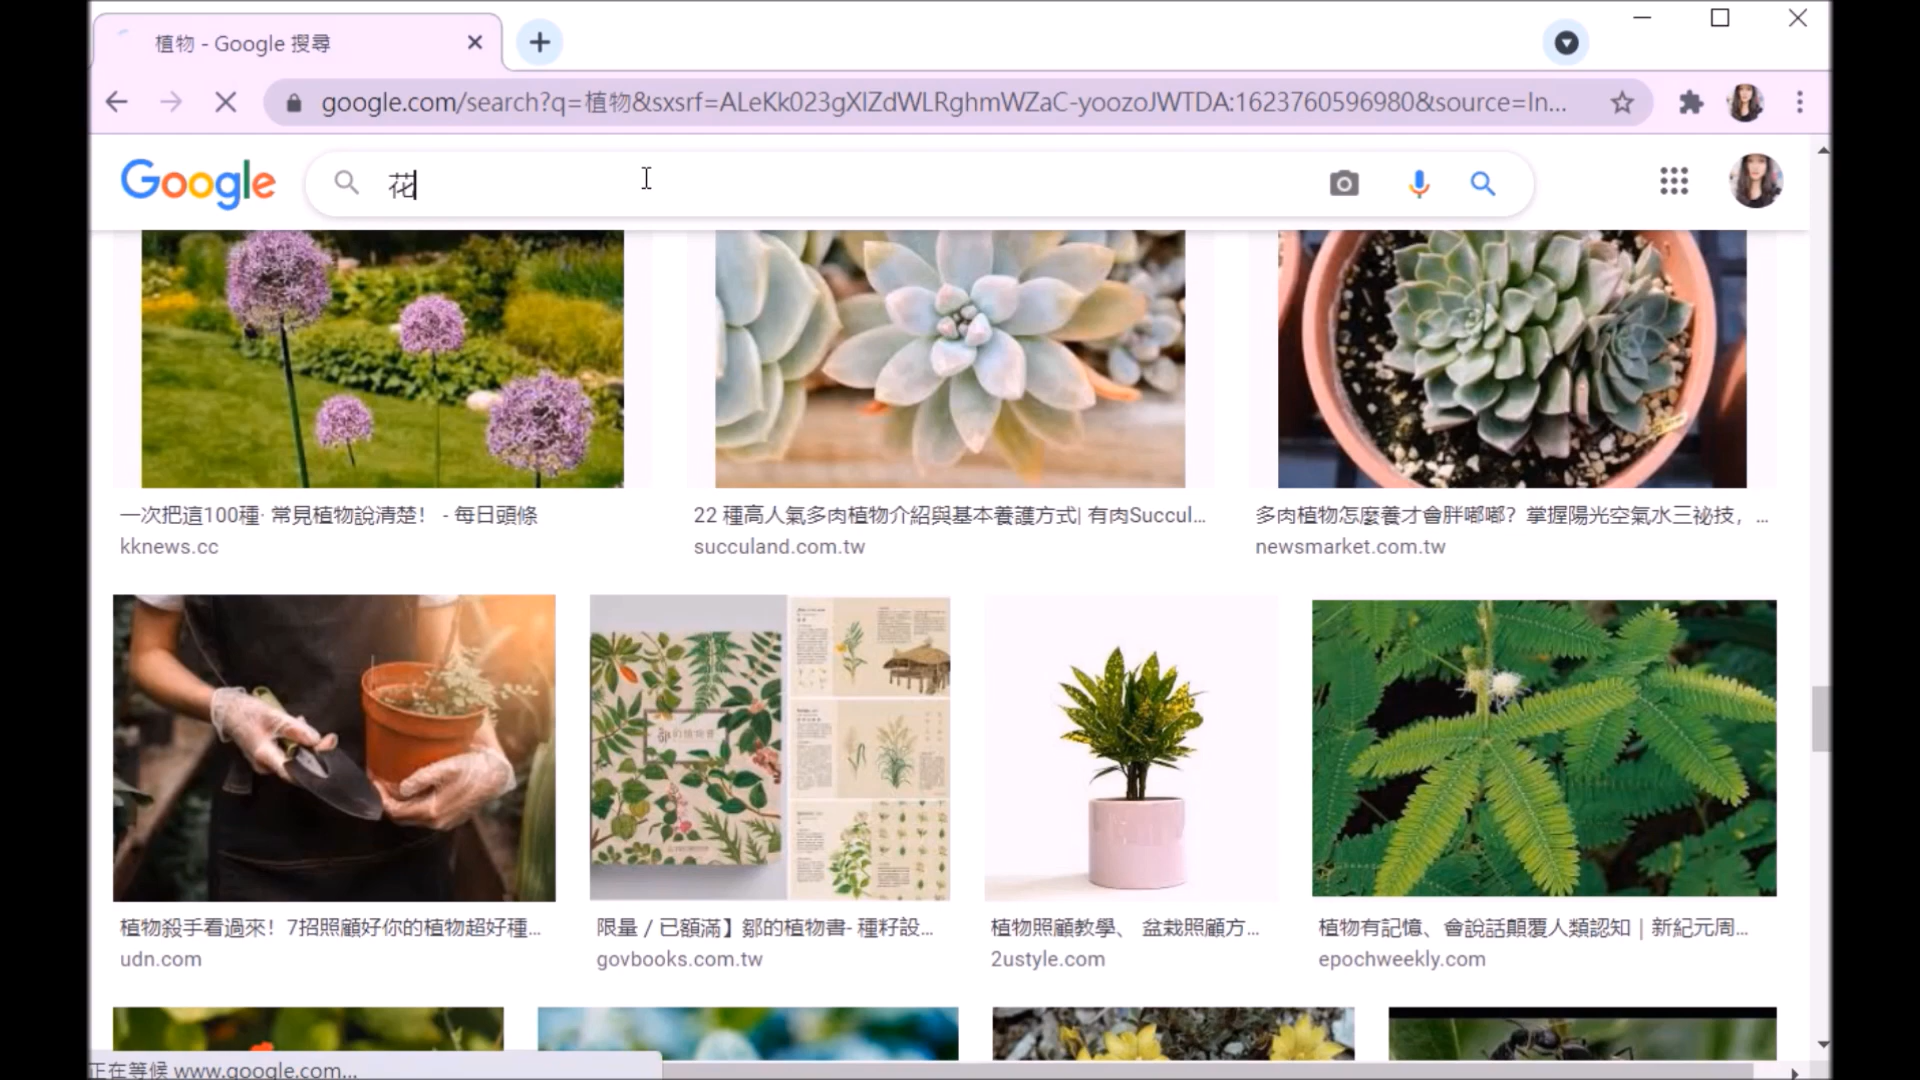 植物 - Google 搜尋
google.com/search?q=植物&sxsrf=ALeKk023gXIZdWLRghmWZaC-yoozoJWTDA:1623760596980&source=ln...
Google
花
一次把這100種· 常見植物說清楚！ - 每日頭條
kknews.cc
22 種高人氣多肉植物介紹與基本養護方式| 有肉Succul...
succuland.com.tw
多肉植物怎麼養才會胖嘟嘟？掌握陽光空氣水三祕技，...
newsmarket.com.tw
植物殺手看過來！7招照顧好你的植物超好種...
udn.com
限量 / 已額滿】鄒的植物書- 種籽設...
govbooks.com.tw
植物照顧教學、 盆栽照顧方...
2ustyle.com
植物有記憶、會說話顛覆人類認知 | 新紀元周...
epochweekly.com
正在等候 www.google.com...